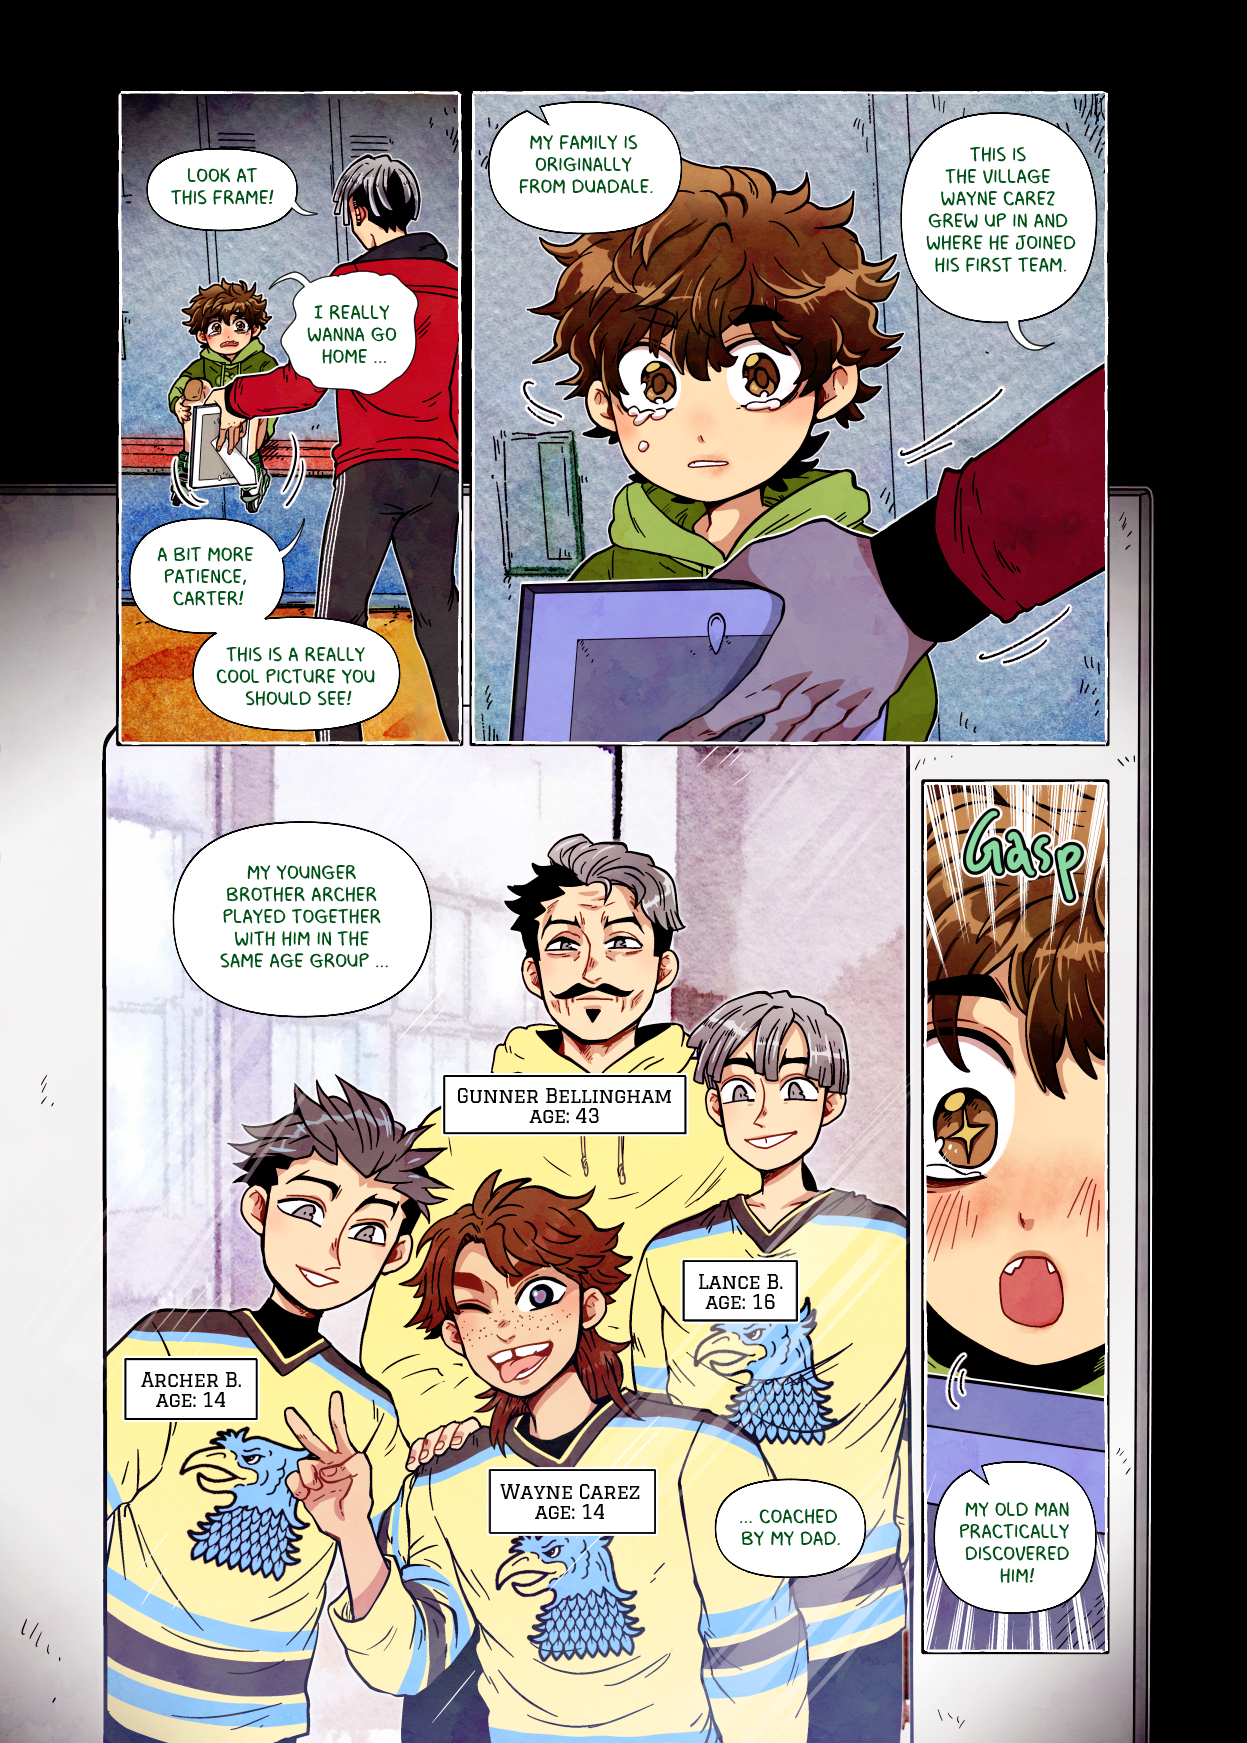 LOOK AT
THIS FRAME!
I REALLY
WANNA GO
HOME ...
A BIT MORE
PATIENCE,
CARTER!
THIS IS A REALLY
COOL PICTURE YOU
SHOULD SEE!
MY FAMILY IS
ORIGINALLY
FROM DUADALE.
THIS IS
THE VILLAGE
WAYNE CAREZ
GREW UP IN AND
WHERE HE JOINED
HIS FIRST TEAM.
MY YOUNGER
BROTHER ARCHER
PLAYED TOGETHER
WITH HIM IN THE
SAME AGE GROUP ...
GUNNER BELLINGHAM
AGE: 43
LANCE B.
AGE: 16
ARCHER B.
AGE: 14
WAYNE CAREZ
AGE: 14
... COACHED
BY MY DAD.
Gasp
MY OLD MAN
PRACTICALLY
DISCOVERED
HIM!